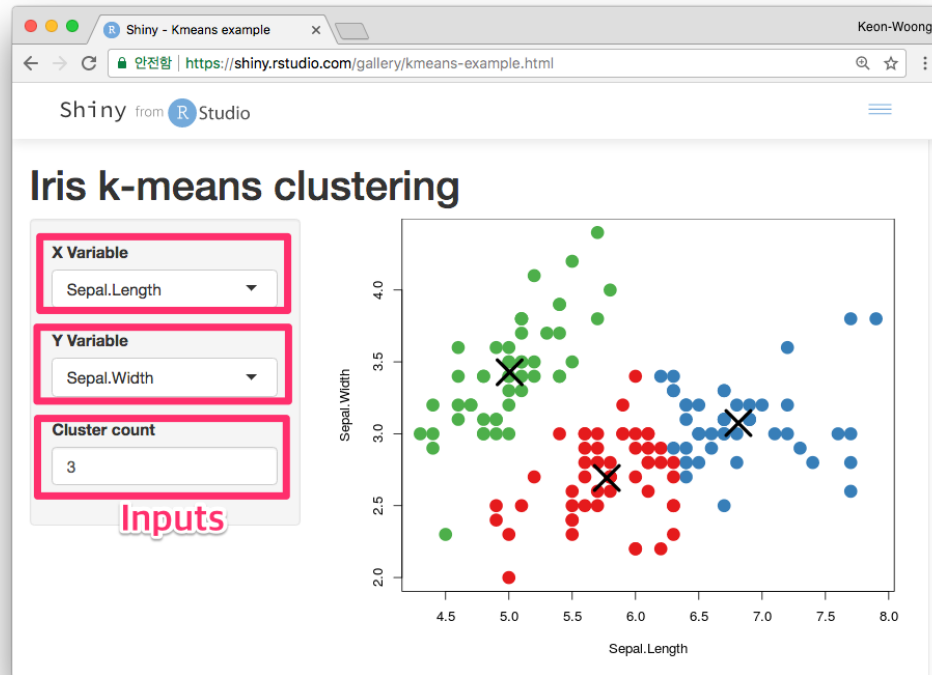 Shiny - Kmeans example
Keon-Woong
안전함 https://shiny.rstudio.com/gallery/kmeans-example.html
Shiny from R Studio
Iris k-means clustering
X Variable
Sepal.Length
Y Variable
Sepal.Width
Cluster count
3
Inputs
Sepal.Width
4.0
3.5
3.0
2.5
2.0
4.5 5.0 5.5 6.0 6.5 7.0 7.5 8.0
Sepal.Length